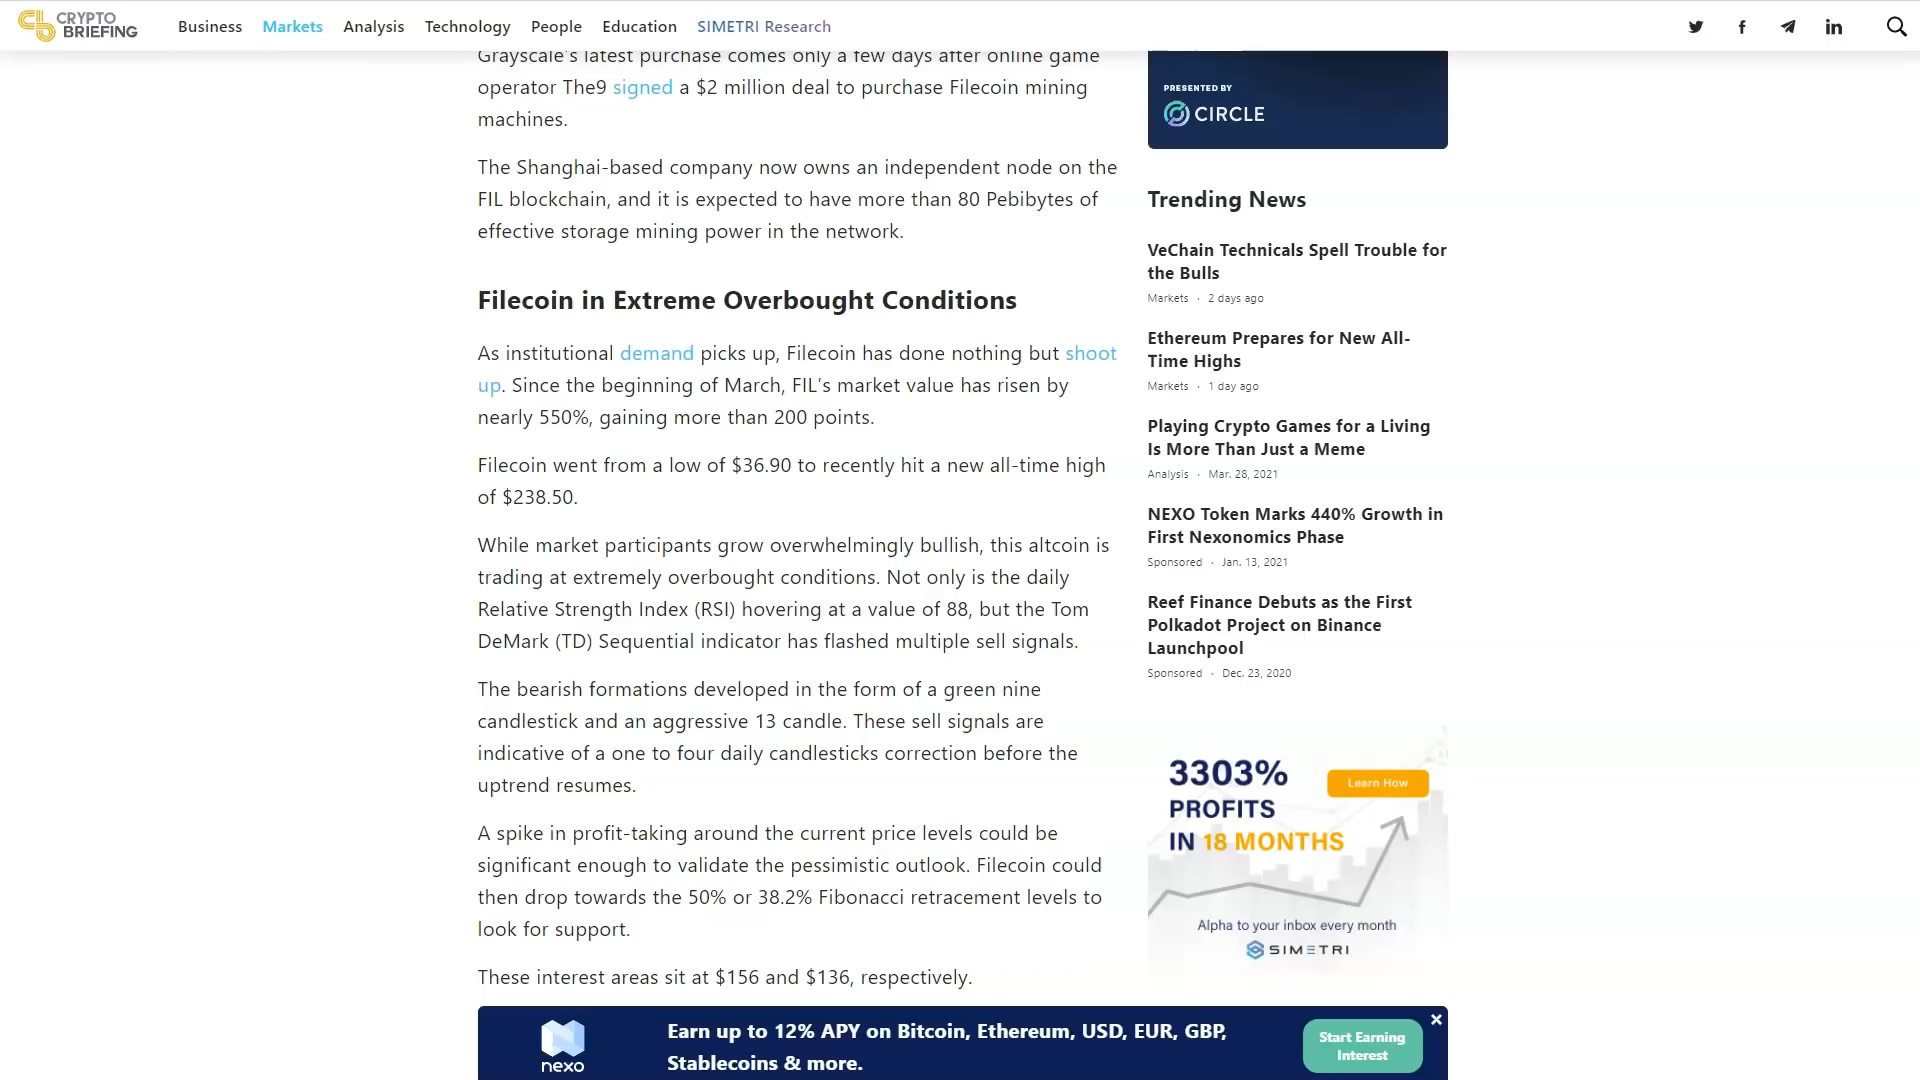 CRYPTO
BRIEFING
Business Markets Analysis Technology People Education SIMETRI Research
Grayscale's latest purchase comes only a few days after online game
operator The9 signed a $2 million deal to purchase Filecoin mining
machines.
The Shanghai-based company now owns an independent node on the
FIL blockchain, and it is expected to have more than 80 Pebibytes of
effective storage mining power in the network.
Filecoin in Extreme Overbought Conditions
As institutional demand picks up, Filecoin has done nothing but shoot
up. Since the beginning of March, FIL's market value has risen by
nearly 550%, gaining more than 200 points.
Filecoin went from a low of $36.90 to recently hit a new all-time high
of $238.50.
While market participants grow overwhelmingly bullish, this altcoin is
trading at extremely overbought conditions. Not only is the daily
Relative Strength Index (RSI) hovering at a value of 88, but the Tom
DeMark (TD) Sequential indicator has flashed multiple sell signals.
The bearish formations developed in the form of a green nine
candlestick and an aggressive 13 candle. These sell signals are
indicative of a one to four daily candlesticks correction before the
uptrend resumes.
A spike in profit-taking around the current price levels could be
significant enough to validate the pessimistic outlook. Filecoin could
then drop towards the 50% or 38.2% Fibonacci retracement levels to
look for support.
These interest areas sit at $156 and $136, respectively.
PRESENTED BY
CIRCLE
Trending News
VeChain Technicals Spell Trouble for
the Bulls
Markets · 2 days ago
Ethereum Prepares for New All-
Time Highs
Markets · 1 day ago
Playing Crypto Games for a Living
Is More Than Just a Meme
Analysis · Mar. 28, 2021
NEXO Token Marks 440% Growth in
First Nexonomics Phase
Sponsored · Jan. 13, 2021
Reef Finance Debuts as the First
Polkadot Project on Binance
Launchpool
Sponsored · Dec. 23, 2020
3303%
PROFITS
IN 18 MONTHS
Learn How
Alpha to your inbox every month
SIMETRI
nexo
Earn up to 12% APY on Bitcoin, Ethereum, USD, EUR, GBP,
Stablecoins & more.
Start Earning
Interest